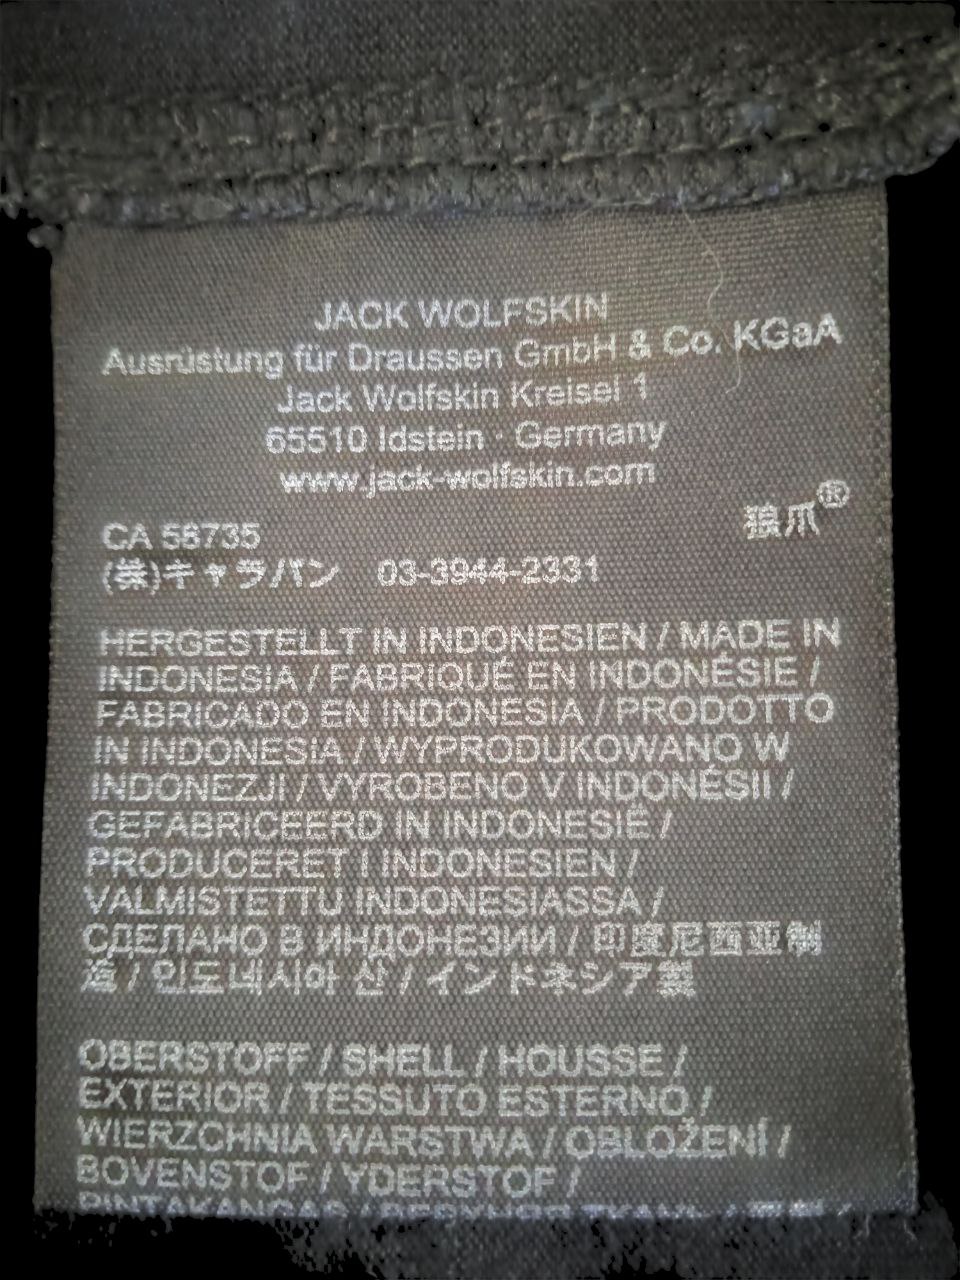 JACK WOLFSKIN
Ausrüstung für Draussen GmbH & Co. KGaA
Jack Wolfskin Kreisel 1
65510 Idstein · Germany
www.jack-wolfskin.com
狼爪®
CA 56735
(株)キャラバン 03-3944-2331
HERGESTELLT IN INDONESIEN / MADE IN
INDONESIA / FABRIQUÉ EN INDONÉSIE /
FABRICADO EN INDONESIA / PRODOTTO
IN INDONESIA / WYPRODUKOWANO W
INDONEZJI / VYROBENO V INDONÉSII /
GEFABRICEERD IN INDONESIË /
PRODUCERET I INDONESIEN /
VALMISTETTU INDONESIASSA /
СДЕЛАНО В ИНДОНЕЗИИ / 印度尼西亚制
造 / 인도네시아 산 / インドネシア製
OBERSTOFF / SHELL / HOUSSE /
EXTERIOR / TESSUTO ESTERNO /
WIERZCHNIA WARSTWA / OBLOŽENÍ /
BOVENSTOF / YDERSTOF /